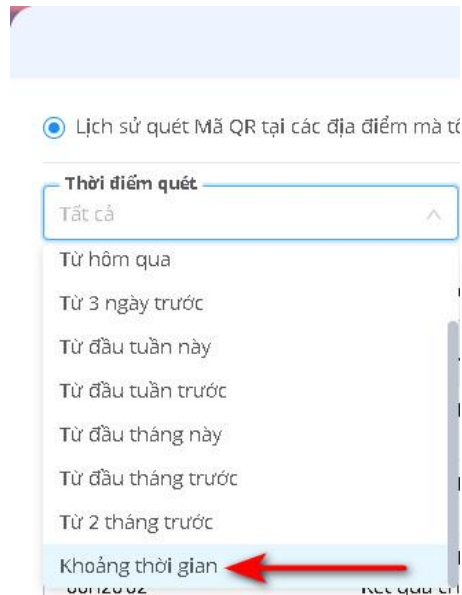 Lịch sử quét Mã QR tại các địa điểm mà
Thời điểm quét
Tất cả
Từ hôm qua
Từ 3 ngày trước
Từ đầu tuần này
Từ đầu tuần trước
Từ đầu tháng này
Từ đầu tháng trước
Từ 2 tháng trước
Khoảng thời gian